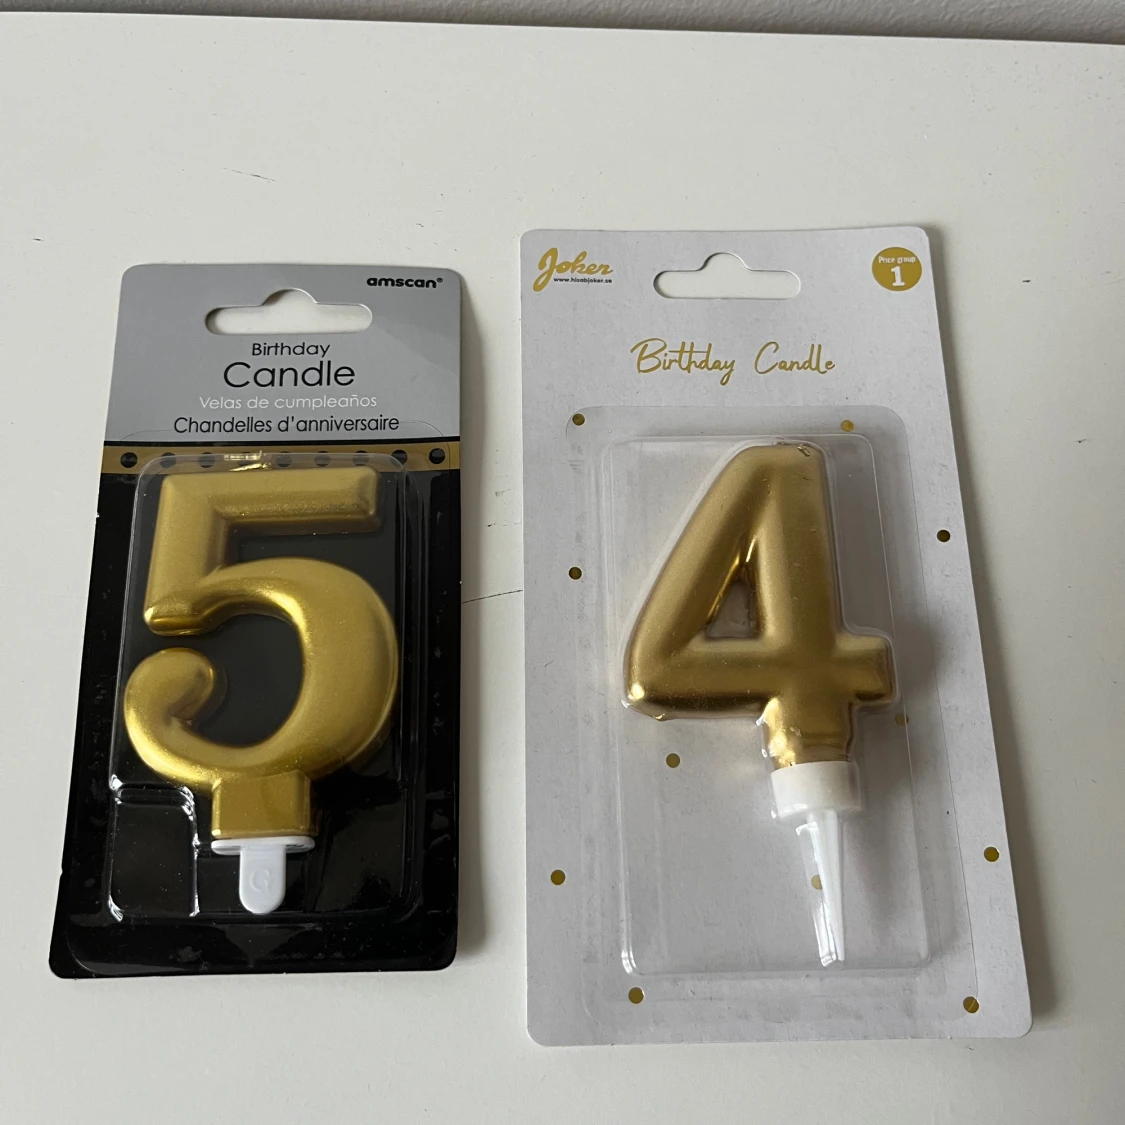 amscan®
Birthday
Candle
Velas de cumpleaños
Chandelles d'anniversaire
5
G
Joker
www.hisabjoker.se
Price group
1
Birthday Candle
4